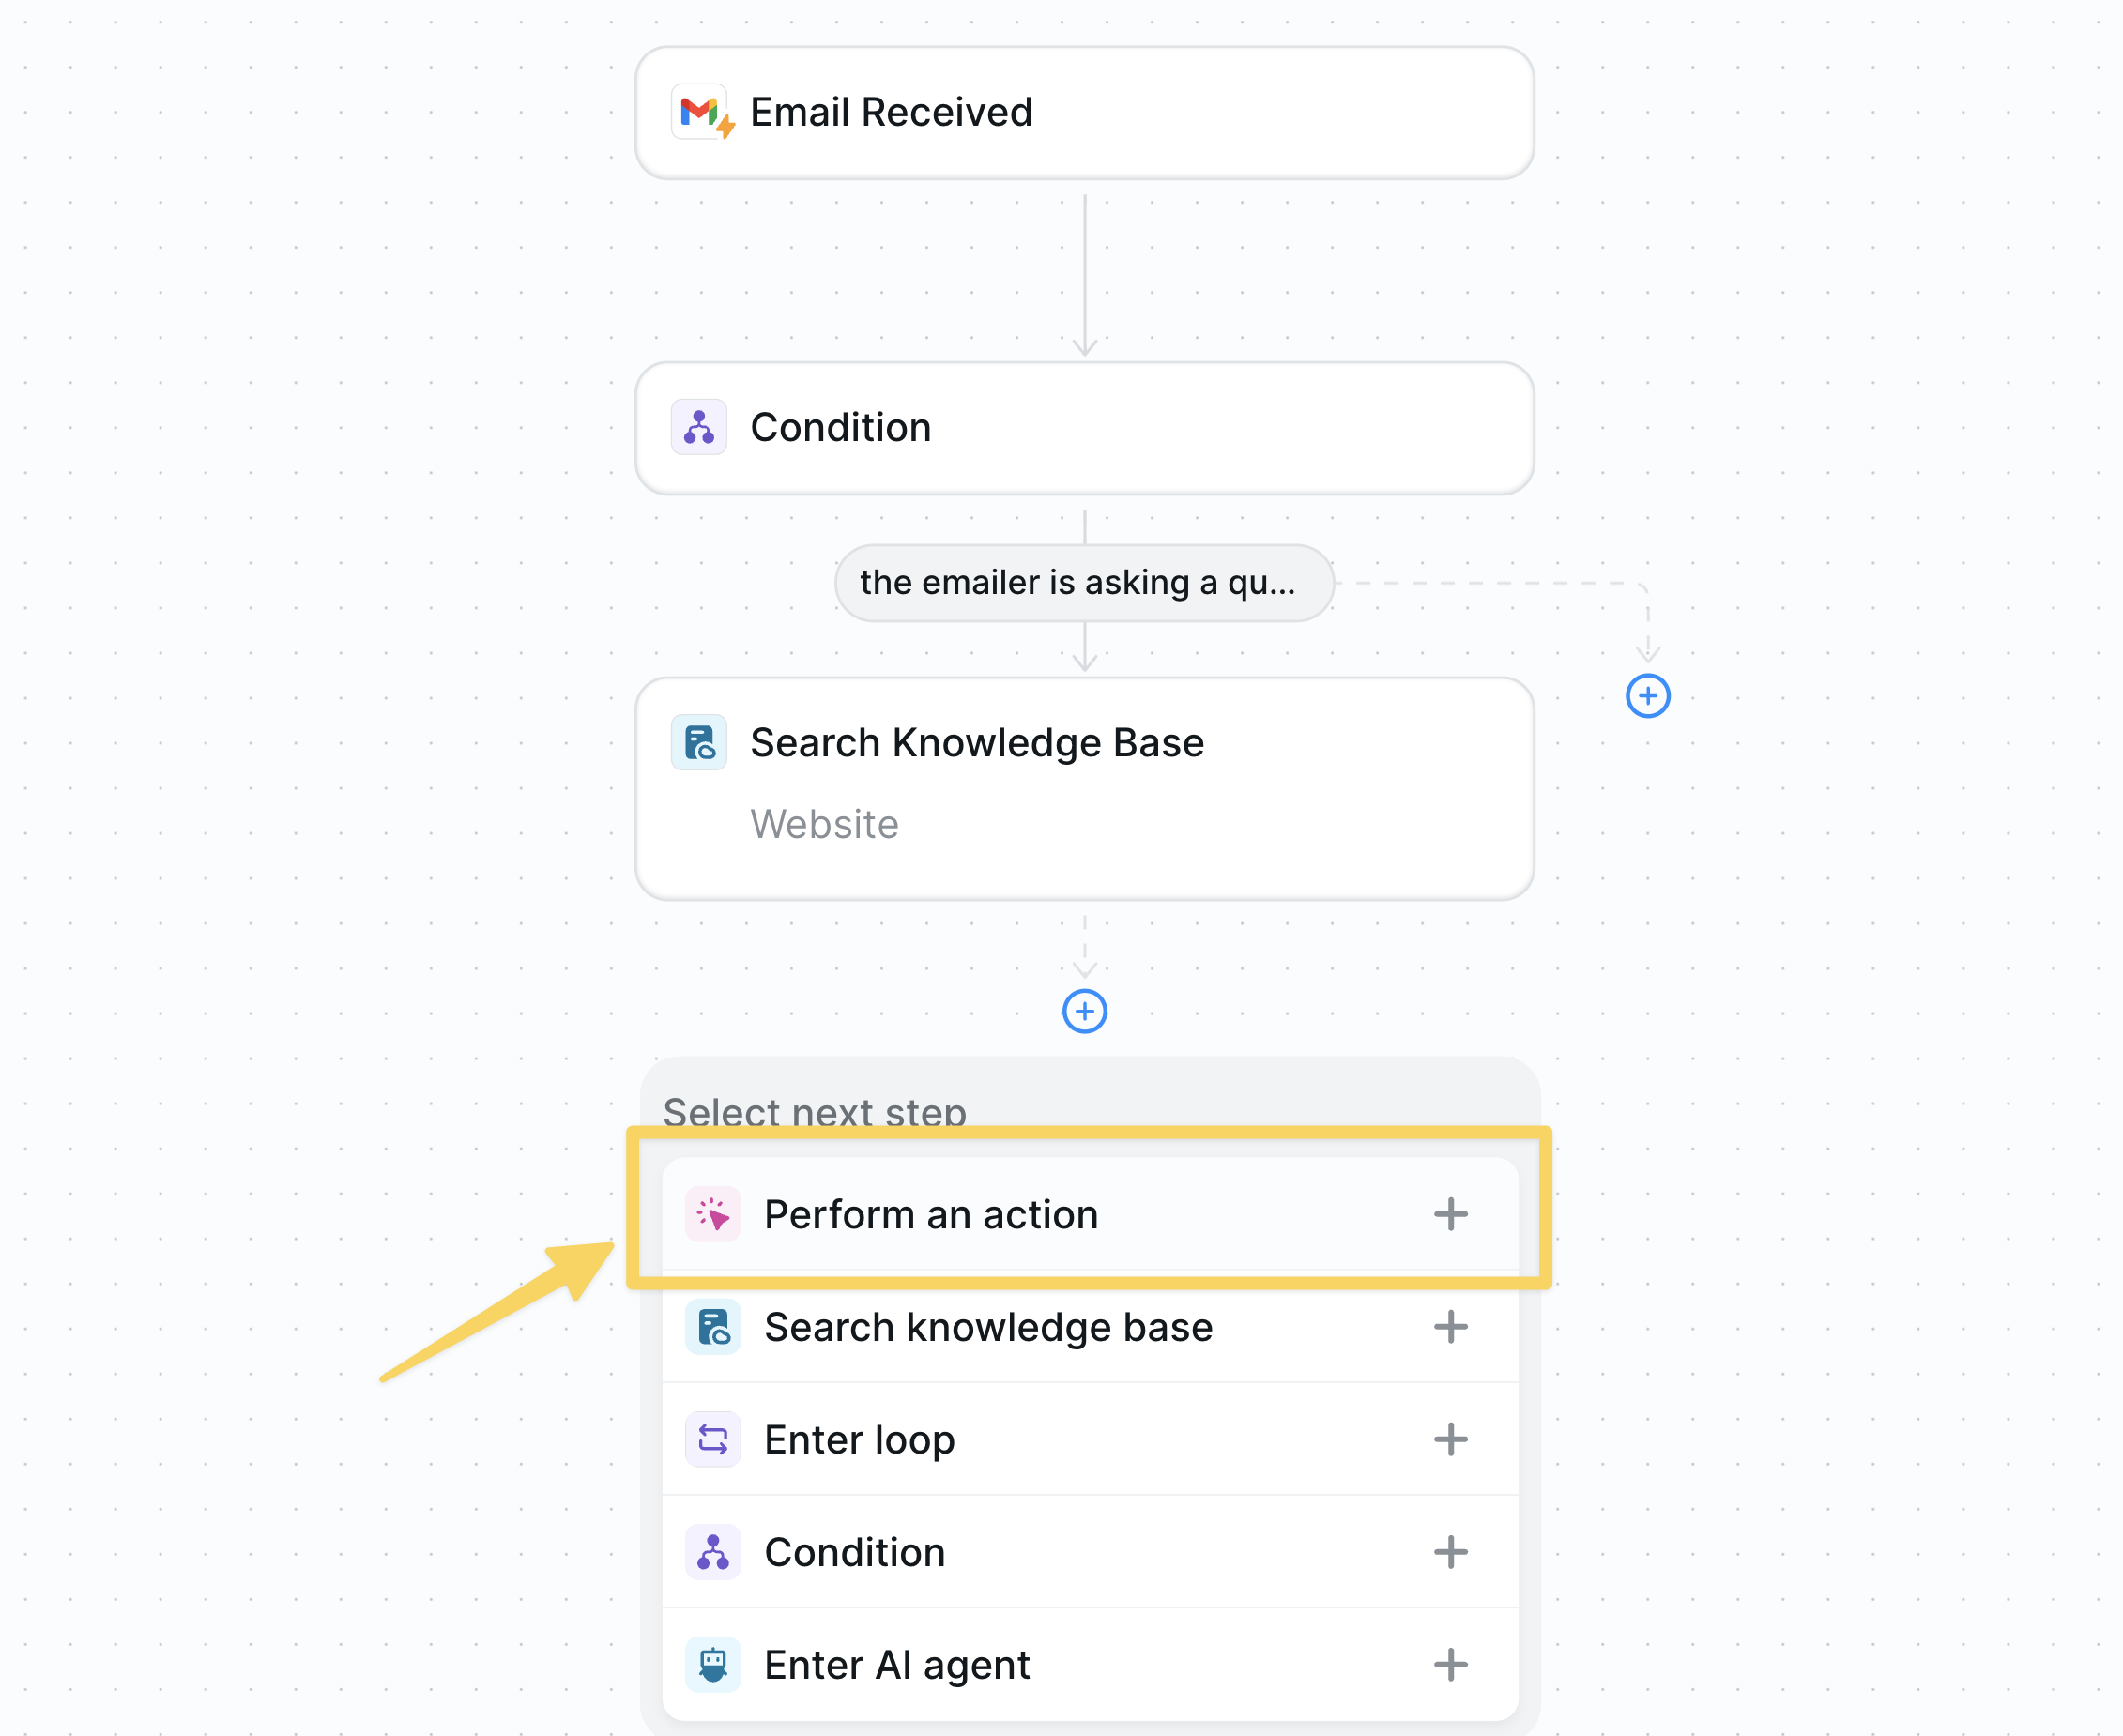 Email Received
Condition
the emailer is asking a qu...
Search Knowledge Base
Website
Select next step
Perform an action
Search knowledge base
Enter loop
Condition
Enter AI agent